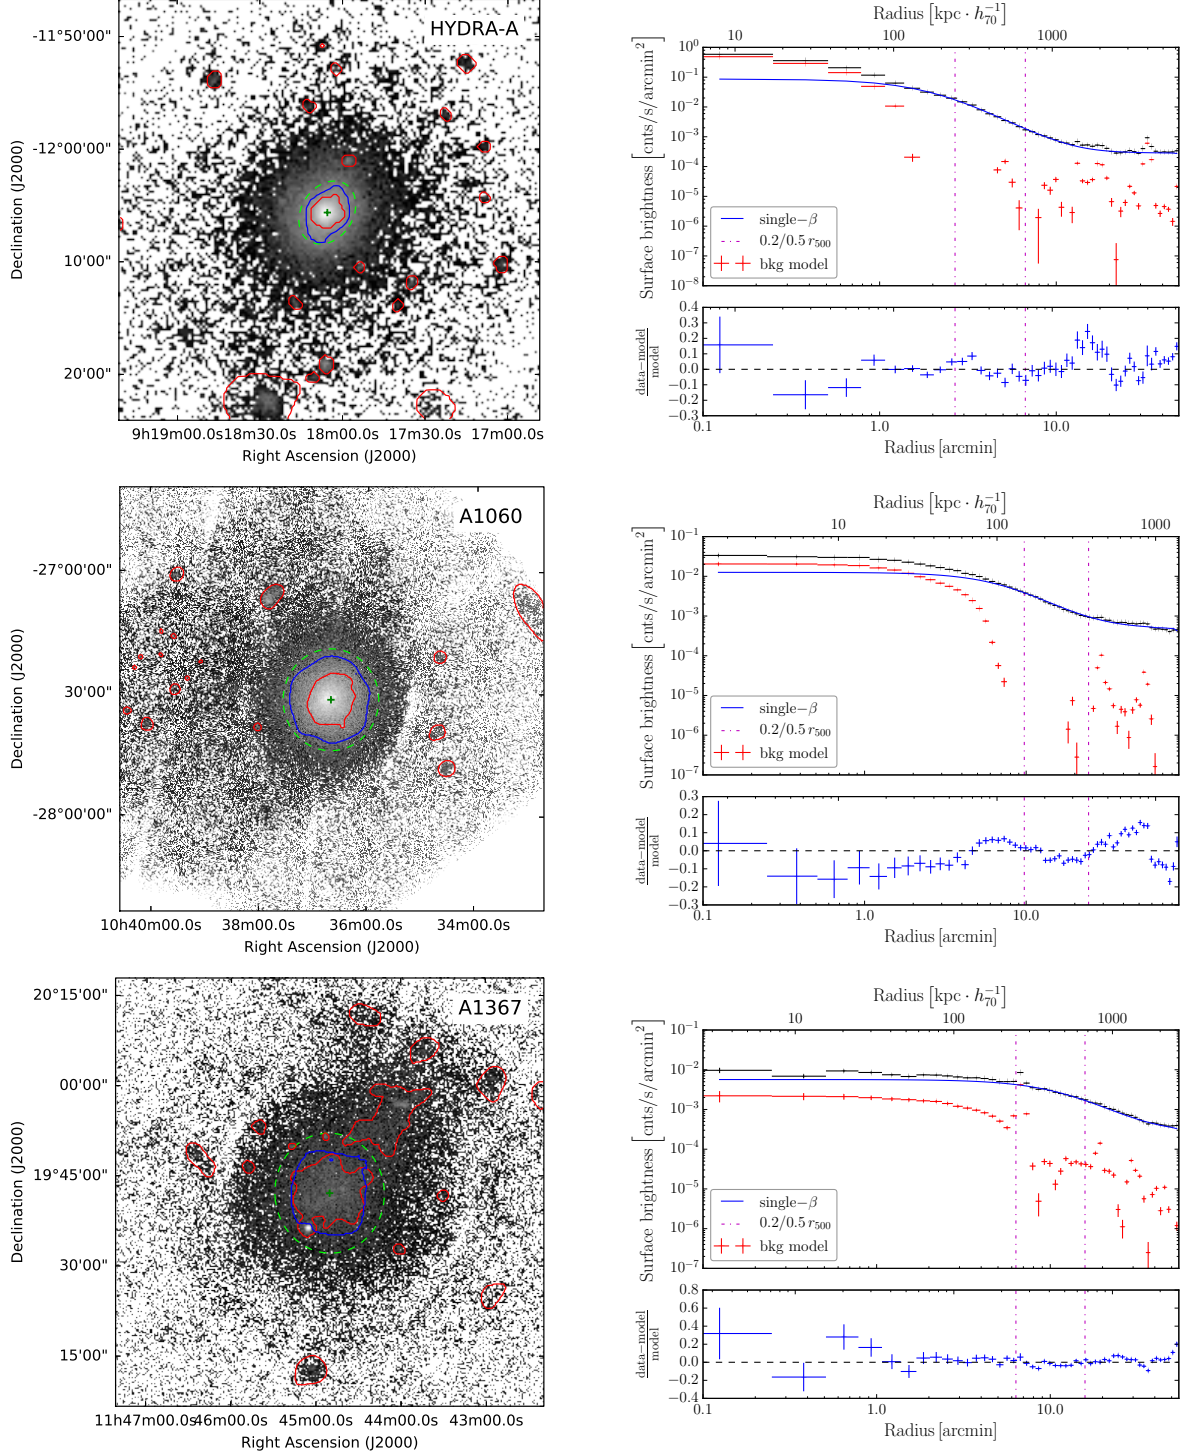 HYDRA-A
-11°50'00"
-12°00'00"
10'00"
20'00"
Declination (J2000)
9h19m00.0s18m30.0s 18m00.0s 17m30.0s 17m00.0s
Right Ascension (J2000)
Radius [kpc · h₇₀⁻¹]
10 100 1000
10⁰
10⁻¹
10⁻²
10⁻³
10⁻⁴
10⁻⁵
10⁻⁶
10⁻⁷
10⁻⁸
Surface brightness [cnts/s/arcmin²]
single−β
0.2/0.5 r₅₀₀
bkg model
0.4
0.3
0.2
0.1
0.0
−0.1
−0.2
−0.3
data−model
model
0.1 1.0 10.0
Radius [arcmin]
A1060
-27°00'00"
30'00"
-28°00'00"
Declination (J2000)
10h40m00.0s 38m00.0s 36m00.0s 34m00.0s
Right Ascension (J2000)
Radius [kpc · h₇₀⁻¹]
10 100 1000
10⁻¹
10⁻²
10⁻³
10⁻⁴
10⁻⁵
10⁻⁶
10⁻⁷
Surface brightness [cnts/s/arcmin²]
single−β
0.2/0.5 r₅₀₀
bkg model
0.3
0.2
0.1
0.0
−0.1
−0.2
−0.3
data−model
model
0.1 1.0 10.0
Radius [arcmin]
A1367
20°15'00"
00'00"
19°45'00"
30'00"
15'00"
Declination (J2000)
11h47m00.0s46m00.0s 45m00.0s 44m00.0s 43m00.0s
Right Ascension (J2000)
Radius [kpc · h₇₀⁻¹]
10 100 1000
10⁻¹
10⁻²
10⁻³
10⁻⁴
10⁻⁵
10⁻⁶
10⁻⁷
Surface brightness [cnts/s/arcmin²]
single−β
0.2/0.5 r₅₀₀
bkg model
0.8
0.6
0.4
0.2
0.0
−0.2
−0.4
data−model
model
0.1 1.0 10.0
Radius [arcmin]